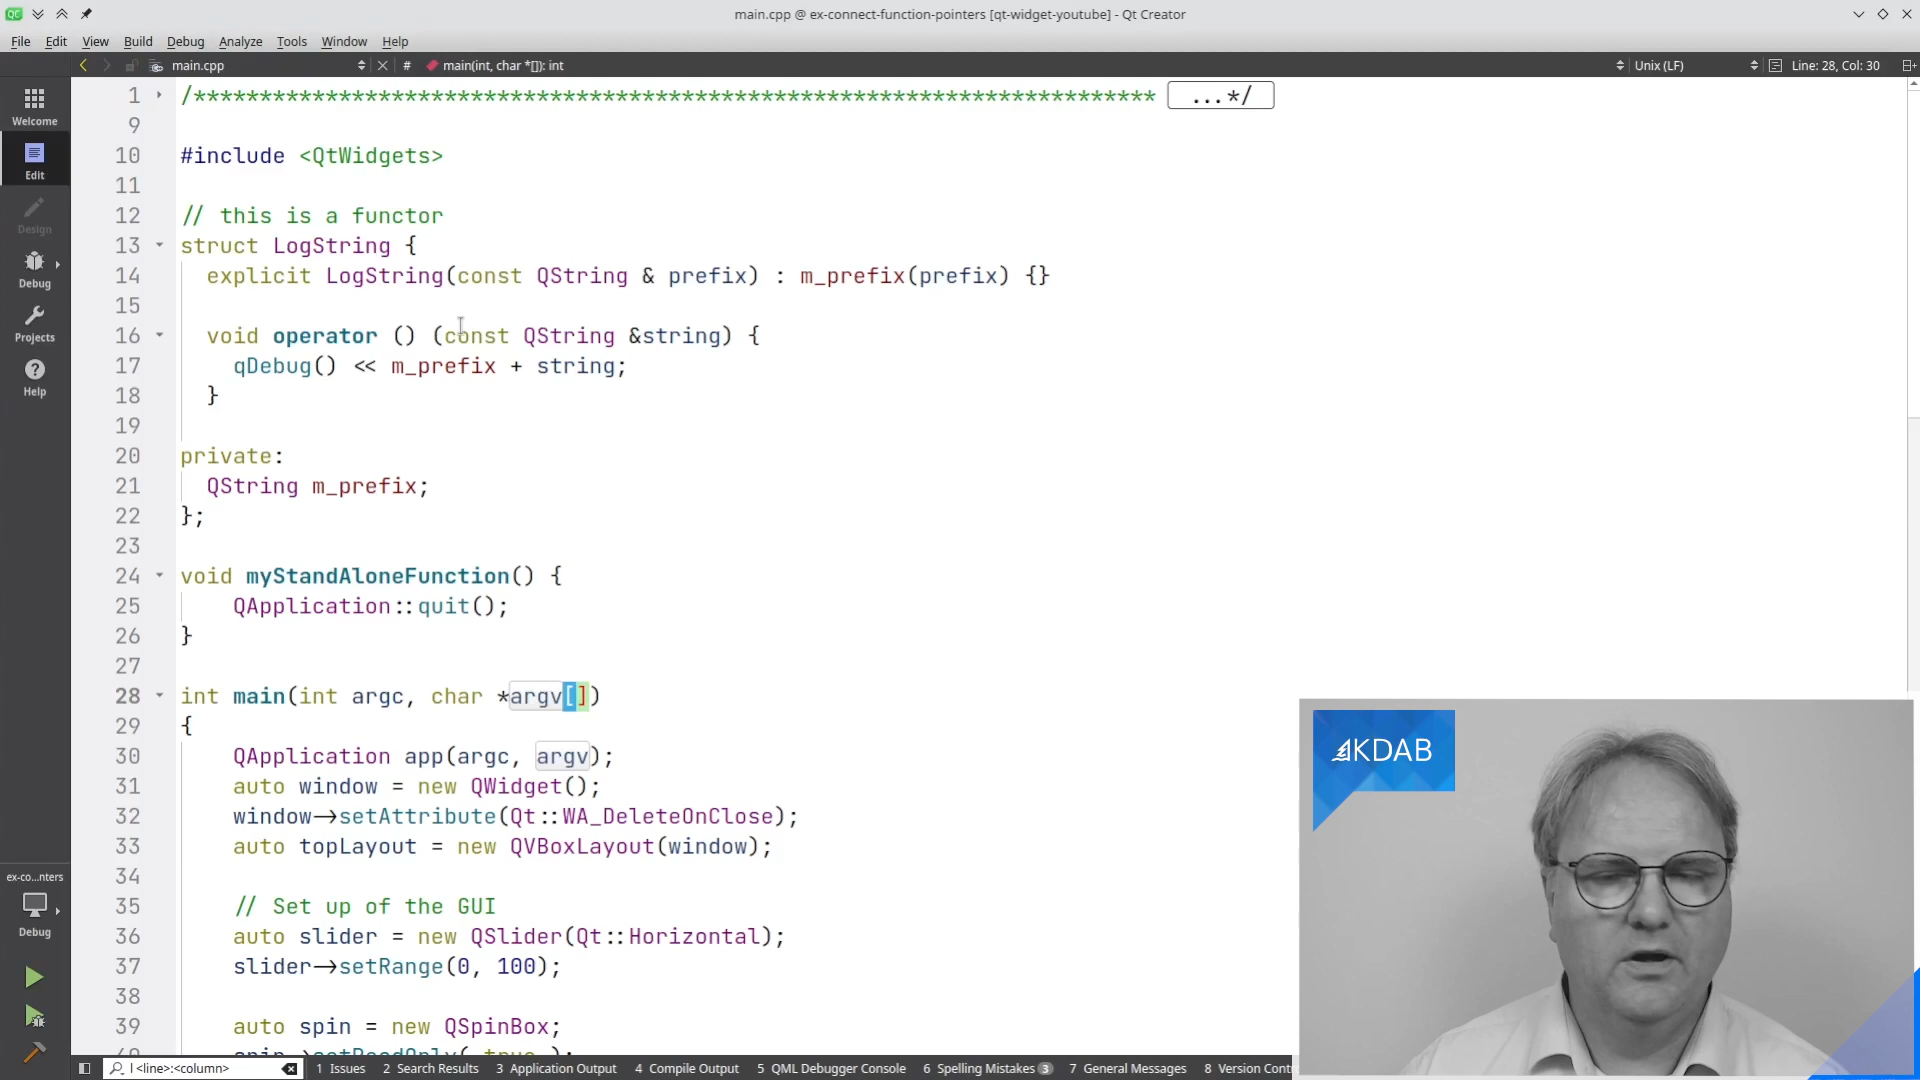 main.cpp @ ex-connect-function-pointers [qt-widget-youtube] - Qt Creator
File Edit View Build Debug Analyze Tools Window Help
main.cpp # main(int, char *[]): int Unix (LF) Line: 28, Col: 30
Welcome
Edit
Design
Debug
Projects
Help
ex-co...nters
Debug
1 /************************************************************************** ...*/
9
10 #include <QtWidgets>
11
12 // this is a functor
13 struct LogString {
14 explicit LogString(const QString & prefix) : m_prefix(prefix) {}
15
16 void operator () (const QString &string) {
17 qDebug() << m_prefix + string;
18 }
19
20 private:
21 QString m_prefix;
22 };
23
24 void myStandAloneFunction() {
25 QApplication::quit();
26 }
27
28 int main(int argc, char *argv[])
29 {
30 QApplication app(argc, argv);
31 auto window = new QWidget();
32 window->setAttribute(Qt::WA_DeleteOnClose);
33 auto topLayout = new QVBoxLayout(window);
34
35 // Set up of the GUI
36 auto slider = new QSlider(Qt::Horizontal);
37 slider->setRange(0, 100);
38
39 auto spin = new QSpinBox;
KDAB
l <line>:<column> 1 Issues 2 Search Results 3 Application Output 4 Compile Output 5 QML Debugger Console 6 Spelling Mistakes 3 7 General Messages 8 Version